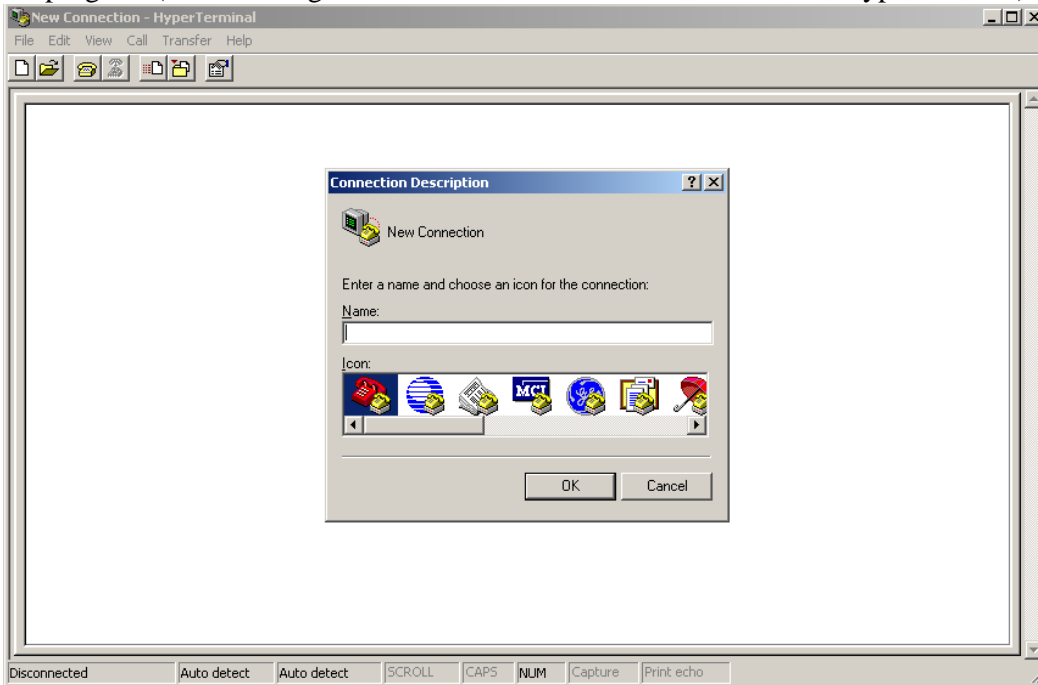 New Connection - HyperTerminal
File Edit View Call Transfer Help
Connection Description
New Connection
Enter a name and choose an icon for the connection:
Name:
Icon:
MCI
OK Cancel
Disconnected Auto detect Auto detect SCROLL CAPS NUM Capture Print echo